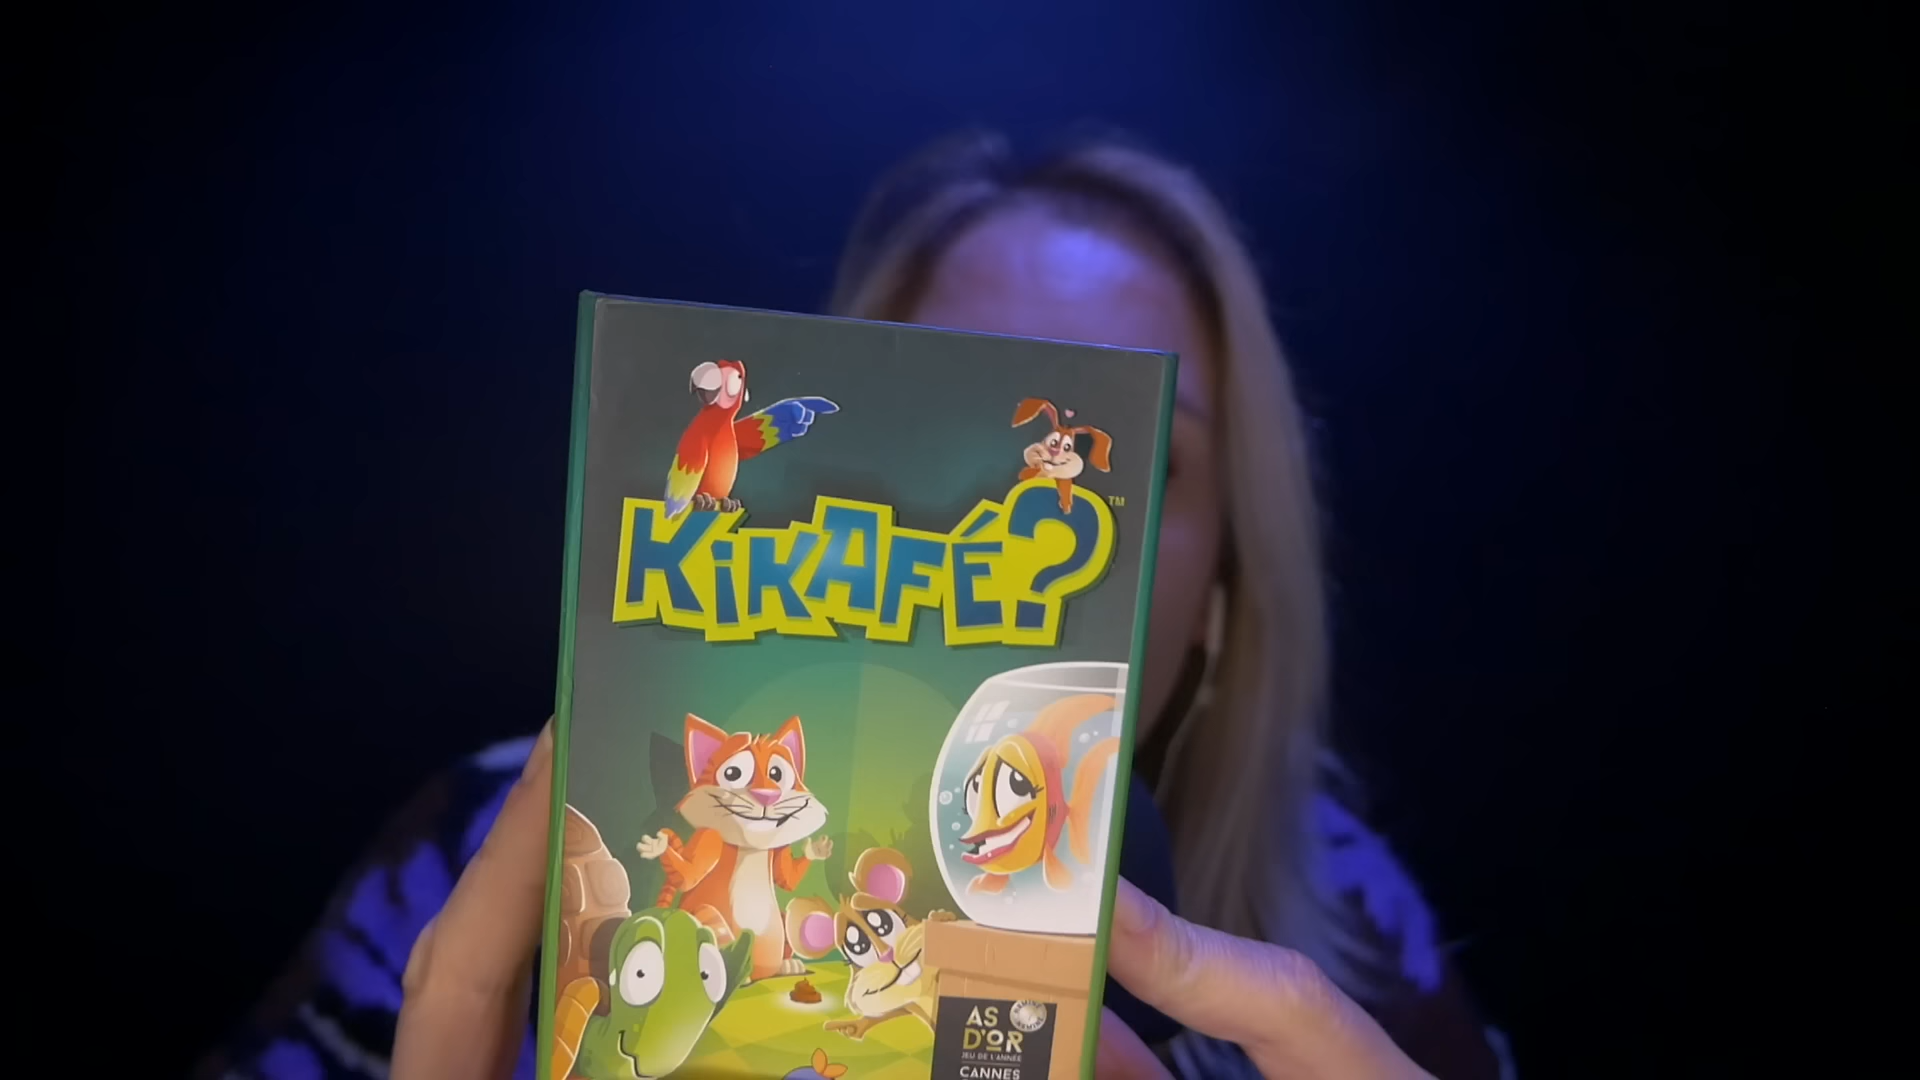 KiKAFÉ?™
AS
D'OR
JEU DE L'ANNÉE
CANNES